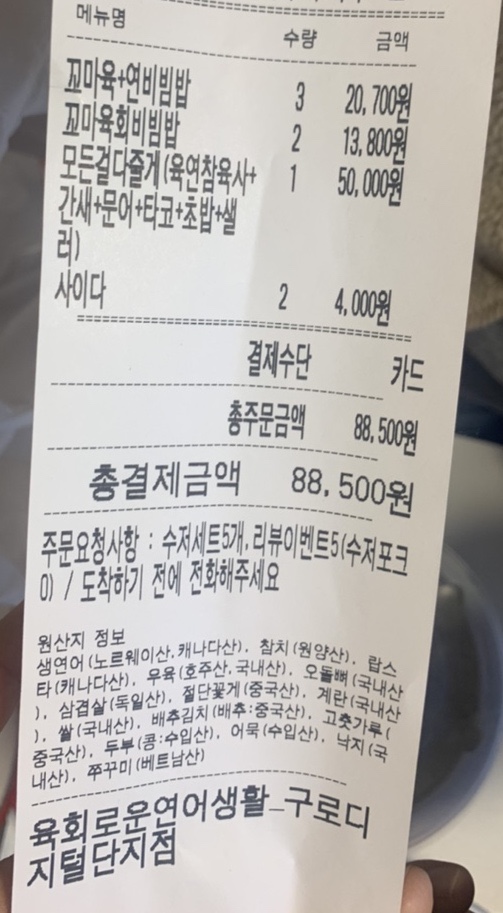 메뉴명 수량 금액
꼬마육+연비빔밥 3 20,700원
꼬마육회비빔밥 2 13,800원
모든걸다줄게(육연참육사+ 1 50,000원
간새+문어+타코+초밥+샐
러)
사이다 2 4,000원
결제수단 카드
총주문금액 88,500원
총결제금액 88,500원
주문요청사항 : 수저세트5개. 리뷰이벤트5(수저포크
O) / 도착하기 전에 전화해주세요
원산지 정보
생연어(노르웨이산,캐나다산). 참치(원양산). 랍스
타(캐나다산). 우육(호주산,국내산). 오돌뼈(국내산
). 삼겹살(독일산). 절단꽃게(중국산). 계란(국내산
). 쌀(국내산). 배추김치(배추:중국산). 고춧가루(
중국산). 두부(콩:수입산). 어묵(수입산). 낙지(국
내산). 쭈꾸미(베트남산)
육회로운연어생활_구로디
지털단지점